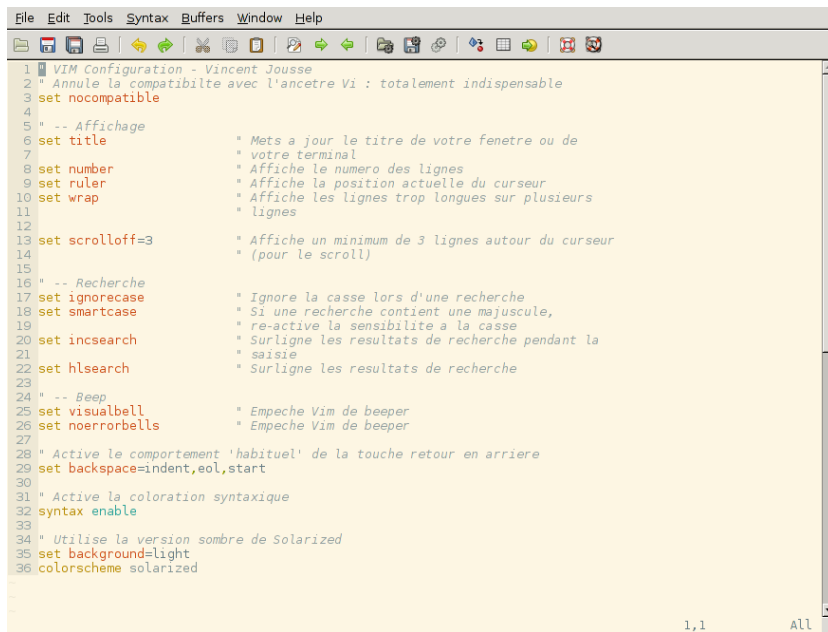 File Edit Tools Syntax Buffers Window Help
1 " VIM Configuration - Vincent Jousse
2 " Annule la compatibilte avec l'ancetre Vi : totalement indispensable
3 set nocompatible
4
5 " -- Affichage
6 set title " Mets a jour le titre de votre fenetre ou de
7 " votre terminal
8 set number " Affiche le numero des lignes
9 set ruler " Affiche la position actuelle du curseur
10 set wrap " Affiche les lignes trop longues sur plusieurs
11 " lignes
12
13 set scrolloff=3 " Affiche un minimum de 3 lignes autour du curseur
14 " (pour le scroll)
15
16 " -- Recherche
17 set ignorecase " Ignore la casse lors d'une recherche
18 set smartcase " Si une recherche contient une majuscule,
19 " re-active la sensibilite a la casse
20 set incsearch " Surligne les resultats de recherche pendant la
21 " saisie
22 set hlsearch " Surligne les resultats de recherche
23
24 " -- Beep
25 set visualbell " Empeche Vim de beeper
26 set noerrorbells " Empeche Vim de beeper
27
28 " Active le comportement 'habituel' de la touche retour en arriere
29 set backspace=indent,eol,start
30
31 " Active la coloration syntaxique
32 syntax enable
33
34 " Utilise la version sombre de Solarized
35 set background=light
36 colorscheme solarized
1,1 All